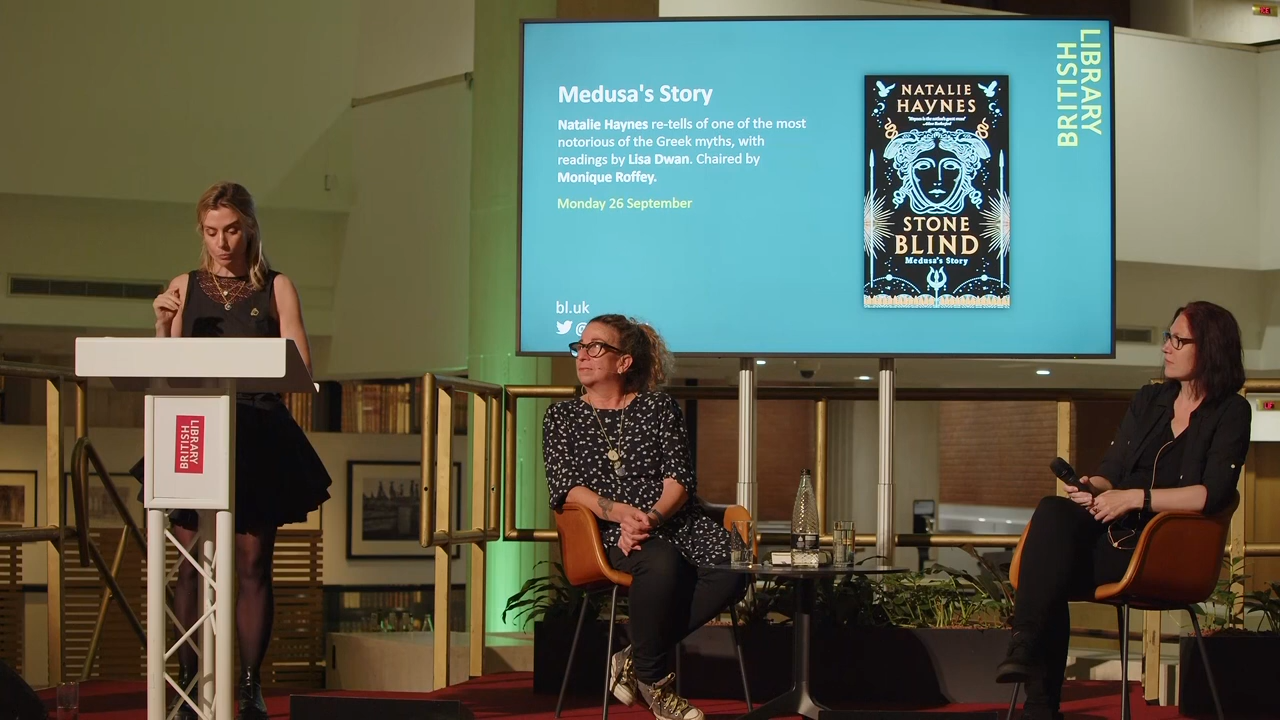 Medusa's Story
Natalie Haynes re-tells of one of the most
notorious of the Greek myths, with
readings by Lisa Dwan. Chaired by
Monique Roffey.
Monday 26 September
bl.uk
@
NATALIE
HAYNES
STONE
BLIND
Medusa's Story
BRITISH
LIBRARY
BRITISH
LIBRARY